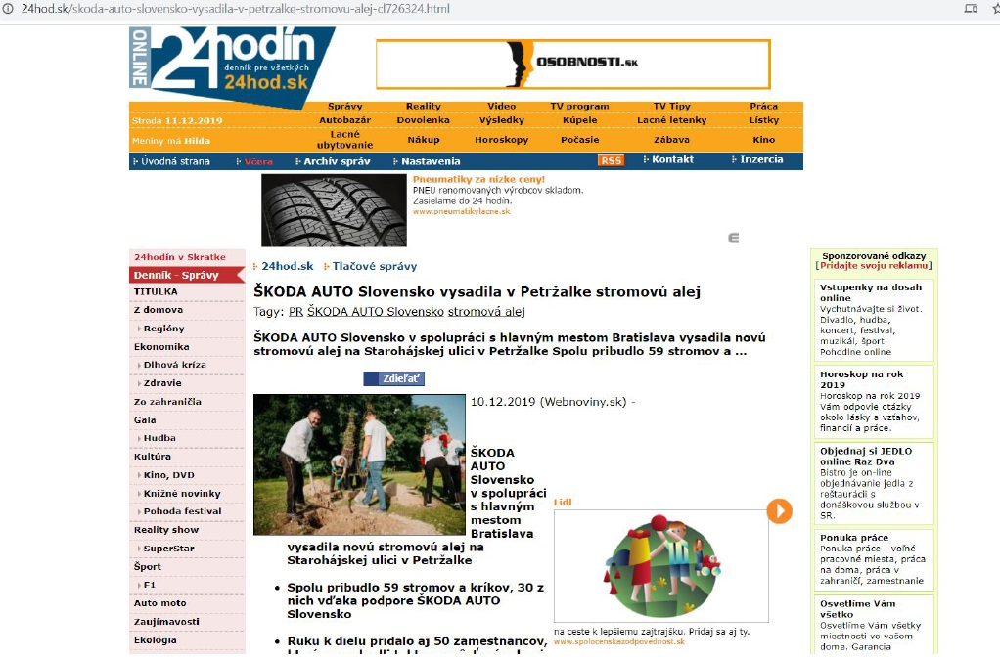 24hod.sk/skoda-auto-slovensko-vysadila-v-petrzalke-stromovu-alej-cl726324.html
ONLINE
24hodín
denník pre všetkých
24hod.sk
OSOBNOSTI.SK
Streda 11.12.2019
Meniny má Hilda
Správy Reality Video TV program TV Tipy Práca
Autobazár Dovolenka Výsledky Kúpele Lacné letenky Lístky
Lacné ubytovanie Nákup Horoskopy Počasie Zábava Kino
Úvodná strana Včera Archív správ Nastavenia RSS Kontakt Inzercia
Pneumatiky za nízke ceny!
PNEU renomovaných výrobcov skladom.
Zasielame do 24 hodín.
www.pneumatikylacne.sk
24hodín v Skratke
Denník - Správy
TITULKA
Z domova
Regióny
Ekonomika
Dlhová kríza
Zdravie
Zo zahraničia
Gala
Hudba
Kultúra
Kino, DVD
Knižné novinky
Pohoda festival
Reality show
SuperStar
Šport
F1
Auto moto
Zaujímavosti
Ekológia
24hod.sk Tlačové správy
ŠKODA AUTO Slovensko vysadila v Petržalke stromovú alej
Tagy: PR ŠKODA AUTO Slovensko stromová alej
ŠKODA AUTO Slovensko v spolupráci s hlavným mestom Bratislava vysadila novú
stromovú alej na Starohájskej ulici v Petržalke Spolu pribudlo 59 stromov a ...
Zdieľať
10.12.2019 (Webnoviny.sk) -
ŠKODA
AUTO
Slovensko
v spolupráci
s hlavným
mestom
Bratislava
vysadila novú stromovú alej na
Starohájskej ulici v Petržalke
• Spolu pribudlo 59 stromov a kríkov, 30 z
nich vďaka podpore ŠKODA AUTO
Slovensko
• Ruku k dielu pridalo aj 50 zamestnancov,
Lidl
na ceste k lepšiemu zajtrajšku. Pridaj sa aj ty.
www.spolocenskazodpovednost.sk
Sponzorované odkazy
[Pridajte svoju reklamu]
Vstupenky na dosah
online
Vychutnávajte si život.
Divadlo, hudba,
koncert, festival,
muzikál, šport.
Pohodlne online
Horoskop na rok
2019
Horoskop na rok 2019
Vám odpovie otázky
okolo lásky a vzťahov,
financií a práce.
Objednaj si JEDLO
online Raz Dva
Bistro je on-line
objednávanie jedla z
reštaurácií s
donáškovou službou v
SR.
Ponuka práce
Ponuka práce - voľné
pracovné miesta, práca
na doma, práca v
zahraničí, zamestnanie
Osvetlíme Vám
všetko
Osvetlíme Vám všetky
miestnosti vo vašom
dome. Garancia